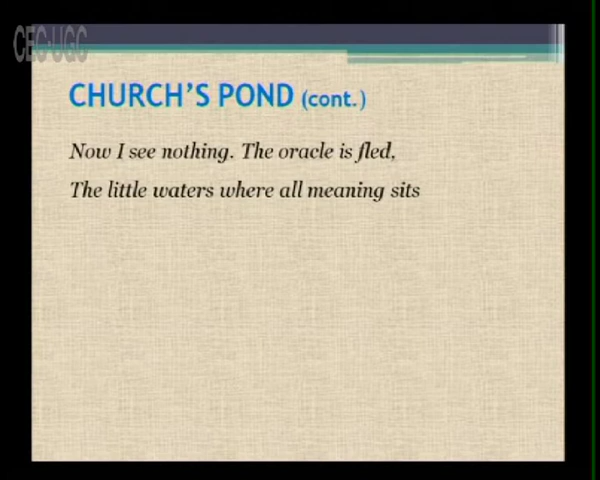 CEC-UGC
CHURCH'S POND (cont.)
Now I see nothing. The oracle is fled,
The little waters where all meaning sits